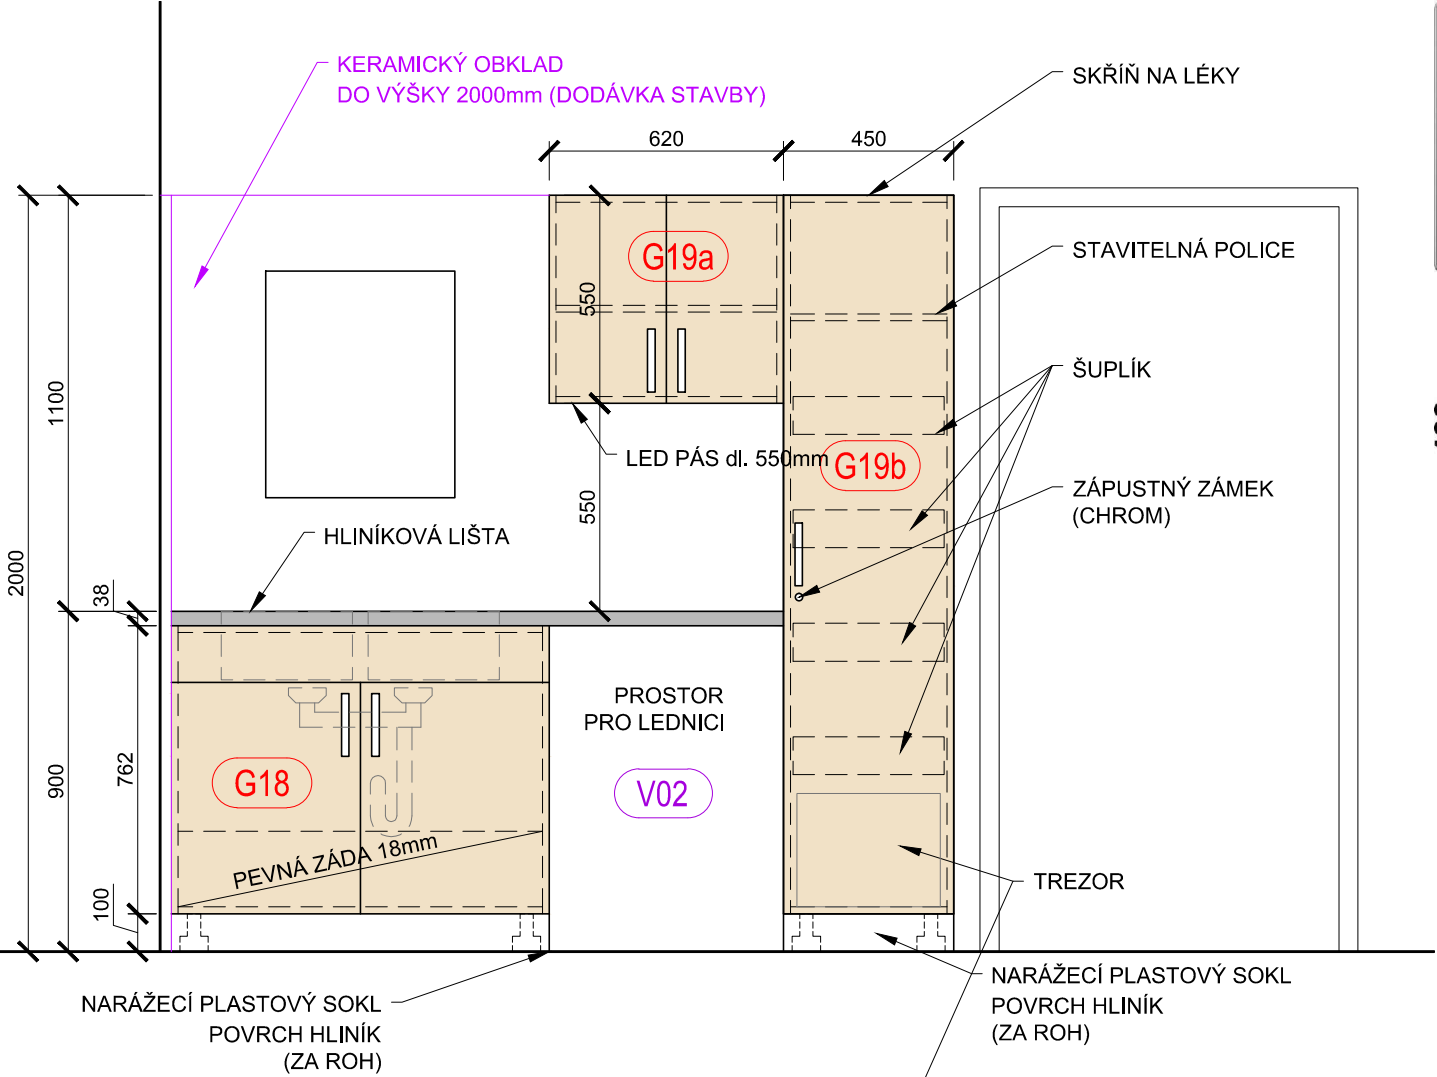 KERAMICKÝ OBKLAD
DO VÝŠKY 2000mm (DODÁVKA STAVBY)
SKŘÍŇ NA LÉKY
620
450
G19a
STAVITELNÁ POLICE
550
ŠUPLÍK
1100
LED PÁS dl. 550mm
G19b
ZÁPUSTNÝ ZÁMEK
(CHROM)
550
HLINÍKOVÁ LIŠTA
2000
38
PROSTOR
PRO LEDNICI
900
762
G18
V02
PEVNÁ ZÁDA 18mm
TREZOR
100
NARÁŽECÍ PLASTOVÝ SOKL
POVRCH HLINÍK
(ZA ROH)
NARÁŽECÍ PLASTOVÝ SOKL
POVRCH HLINÍK
(ZA ROH)